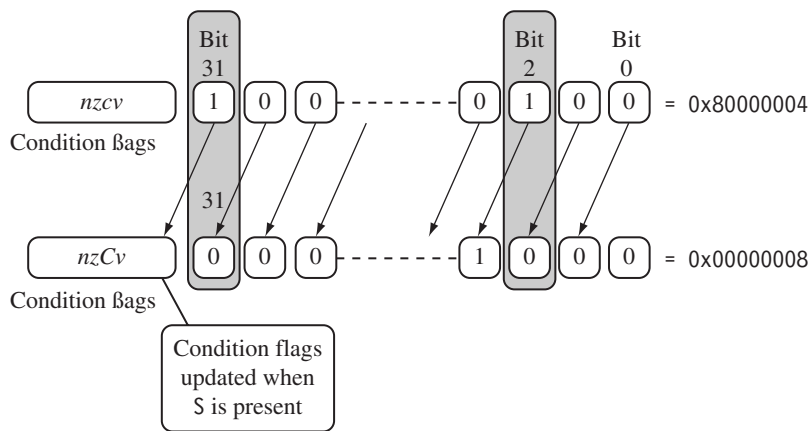 Bit Bit Bit
31 2 0
nzcv 1 0 0 0 1 0 0 = 0x80000004
Condition ßags
31
nzCv 0 0 0 1 0 0 0 = 0x00000008
Condition ßags
Condition flags
updated when
S is present